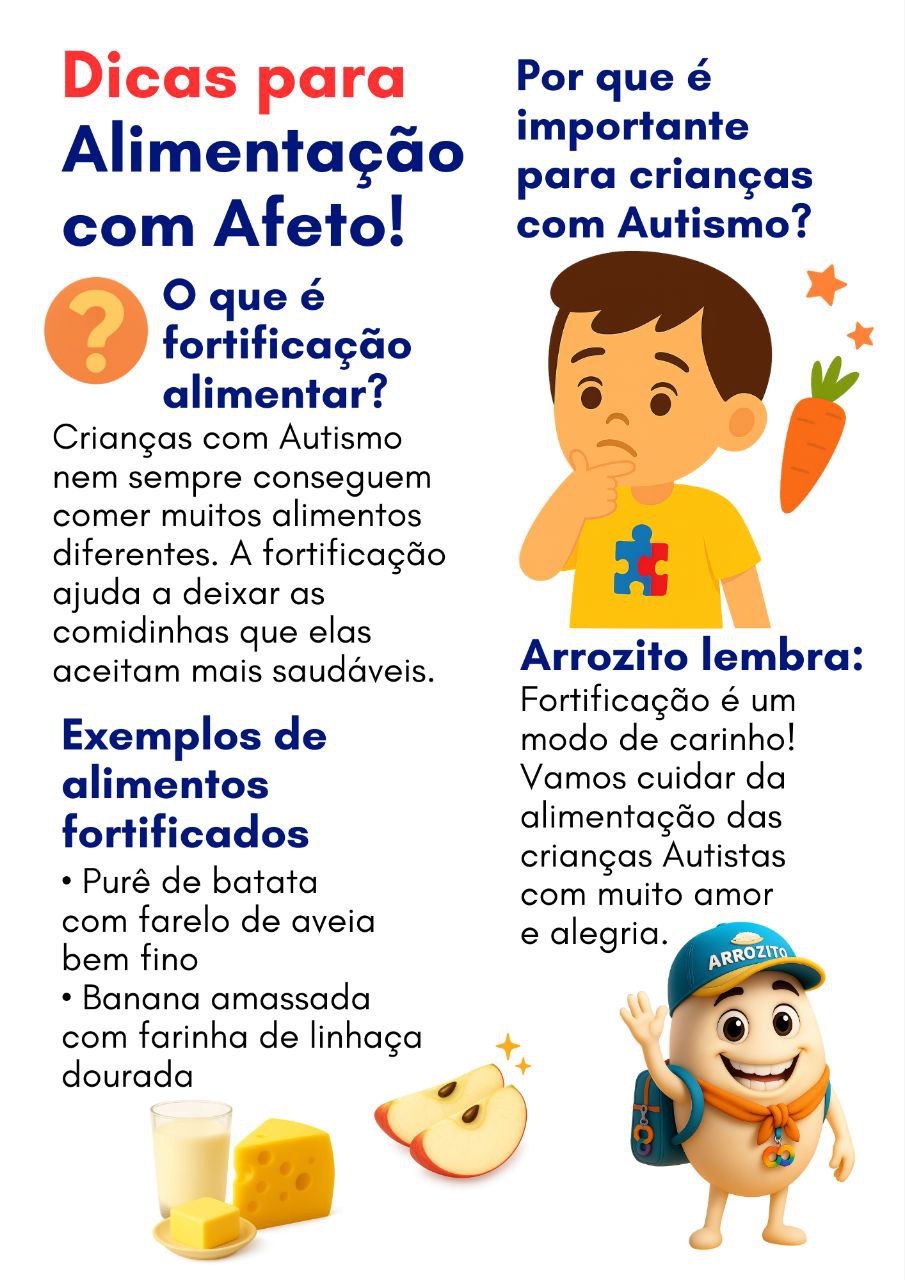 Dicas para
Alimentação
com Afeto!
O que é
fortificação
alimentar?
Crianças com Autismo
nem sempre conseguem
comer muitos alimentos
diferentes. A fortificação
ajuda a deixar as
comidinhas que elas
aceitam mais saudáveis.
Exemplos de
alimentos
fortificados
• Purê de batata
com farelo de aveia
bem fino
• Banana amassada
com farinha de linhaça
dourada
Por que é
importante
para crianças
com Autismo?
Arrozito lembra:
Fortificação é um
modo de carinho!
Vamos cuidar da
alimentação das
crianças Autistas
com muito amor
e alegria.
ARROZITO